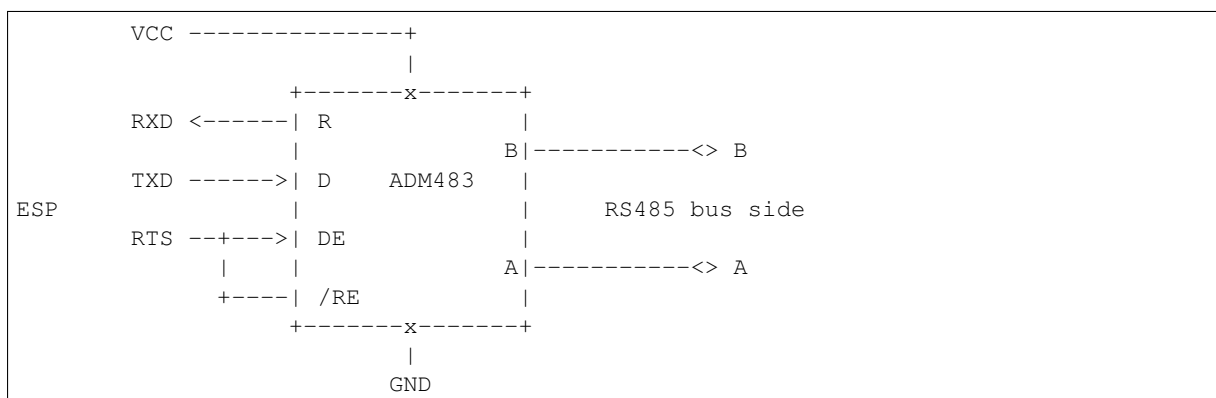 VCC ---------------+
|
+-------x-------+
RXD <------| R |
| B|-----------<> B
TXD ------>| D ADM483 |
ESP | | RS485 bus side
RTS --+--->| DE |
| | A|-----------<> A
+----| /RE |
+-------x-------+
|
GND